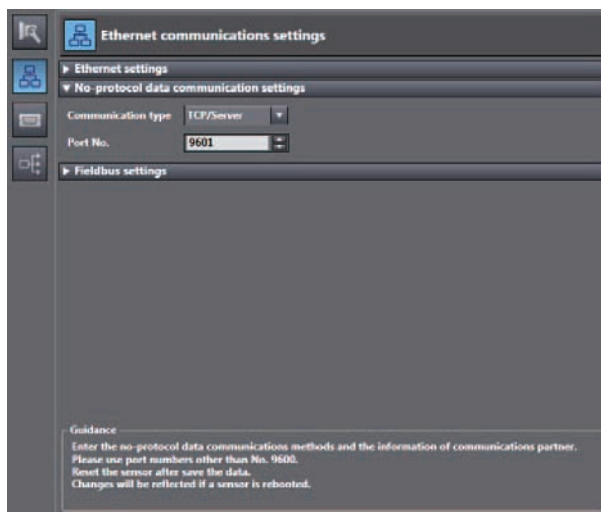 Ethernet communications settings
Ethernet settings
No-protocol data communication settings
Communication type TCP/Server
Port No. 9601
Fieldbus settings
Guidance
Enter the no-protocol data communications methods and the information of communications partner.
Please use port numbers other than No. 9600.
Reset the sensor after save the data.
Changes will be reflected if a sensor is rebooted.